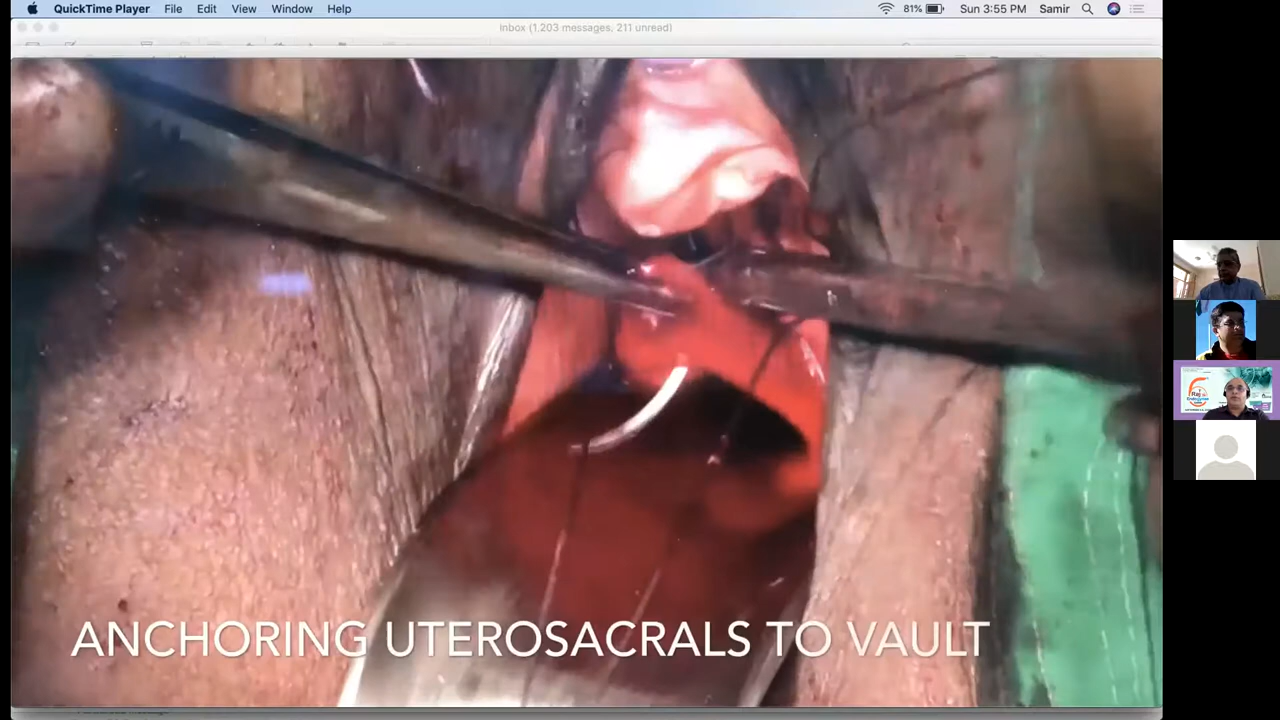 QuickTime Player File Edit View Window Help 81% Sun 3:55 PM Samir
Inbox (1,203 messages, 211 unread)
ANCHORING UTEROSACRALS TO VAULT